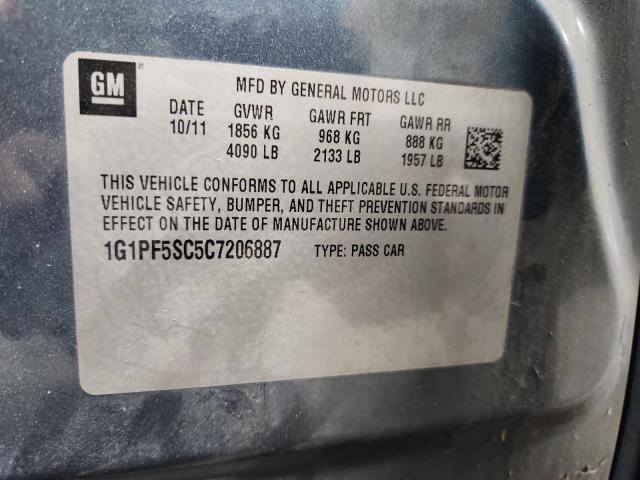 GM
MFD BY GENERAL MOTORS LLC
DATE GVWR GAWR FRT GAWR RR
10/11 1856 KG 968 KG 888 KG
4090 LB 2133 LB 1957 LB
THIS VEHICLE CONFORMS TO ALL APPLICABLE U.S. FEDERAL MOTOR
VEHICLE SAFETY, BUMPER, AND THEFT PREVENTION STANDARDS IN
EFFECT ON THE DATE OF MANUFACTURE SHOWN ABOVE.
1G1PF5SC5C7206887 TYPE: PASS CAR